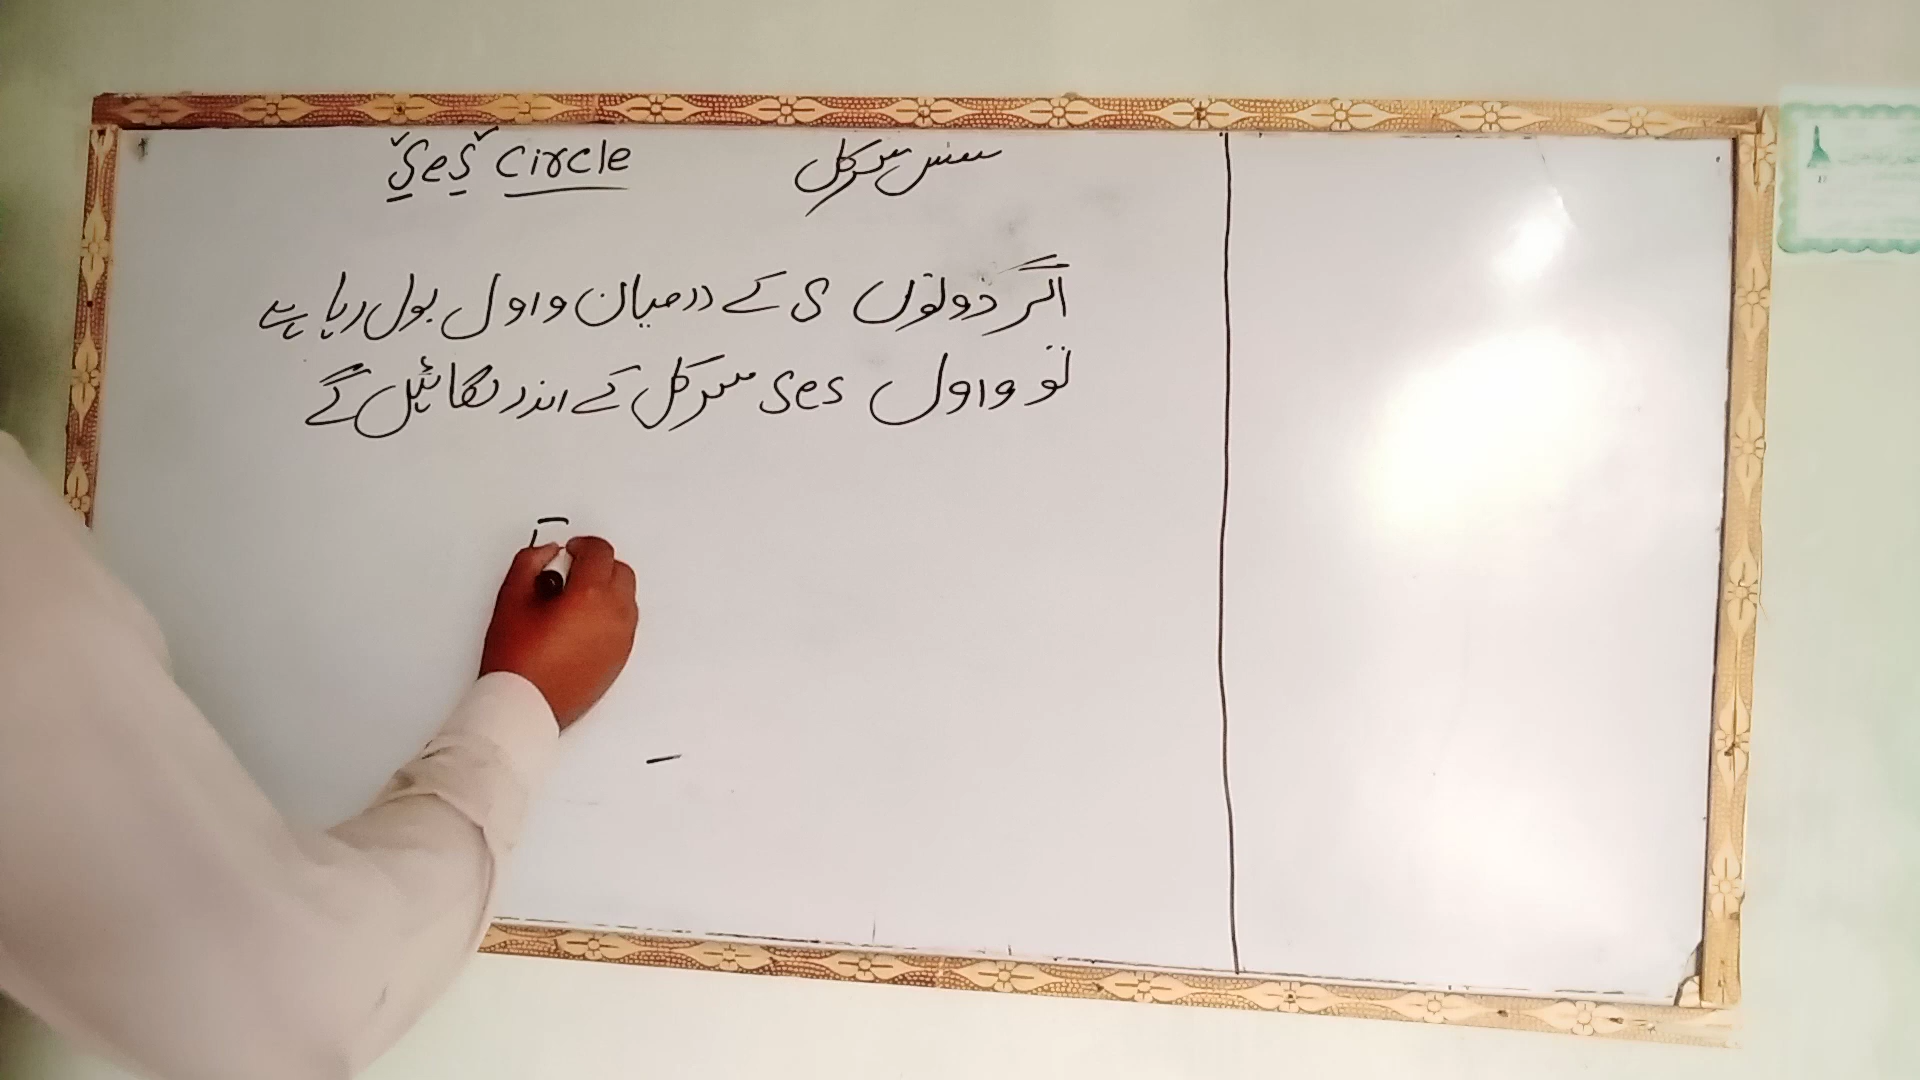 SeS Circle سسس سرکل
اگر دونوں S کے درمیان واول بول رہا ہے
تو واول Ses سرکل کے اندر لگائیں گے